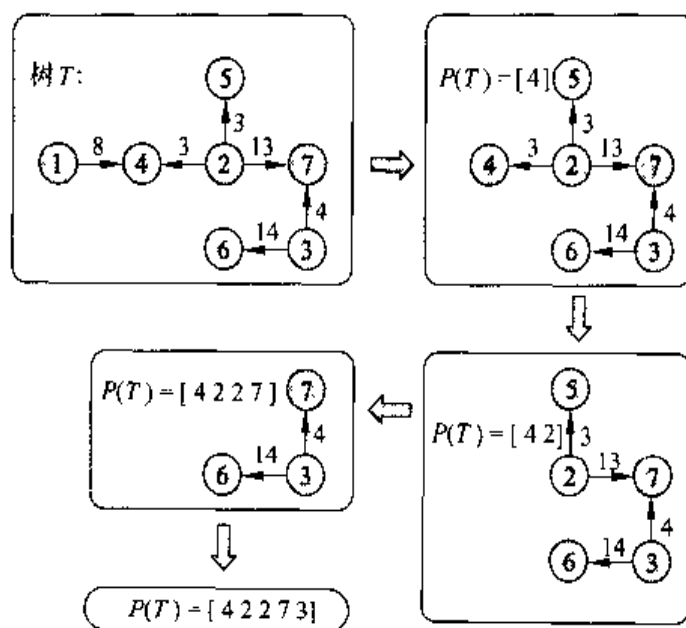 树T:
5
3
1 8 4 3 2 13 7
4
6 14 3
P(T)=[4] 5
3
4 3 2 13 7
4
6 14 3
5
P(T)=[4 2] 3
2 13 7
4
6 14 3
P(T)=[4 2 2 7] 7
4
6 14 3
P(T)=[4 2 2 7 3]